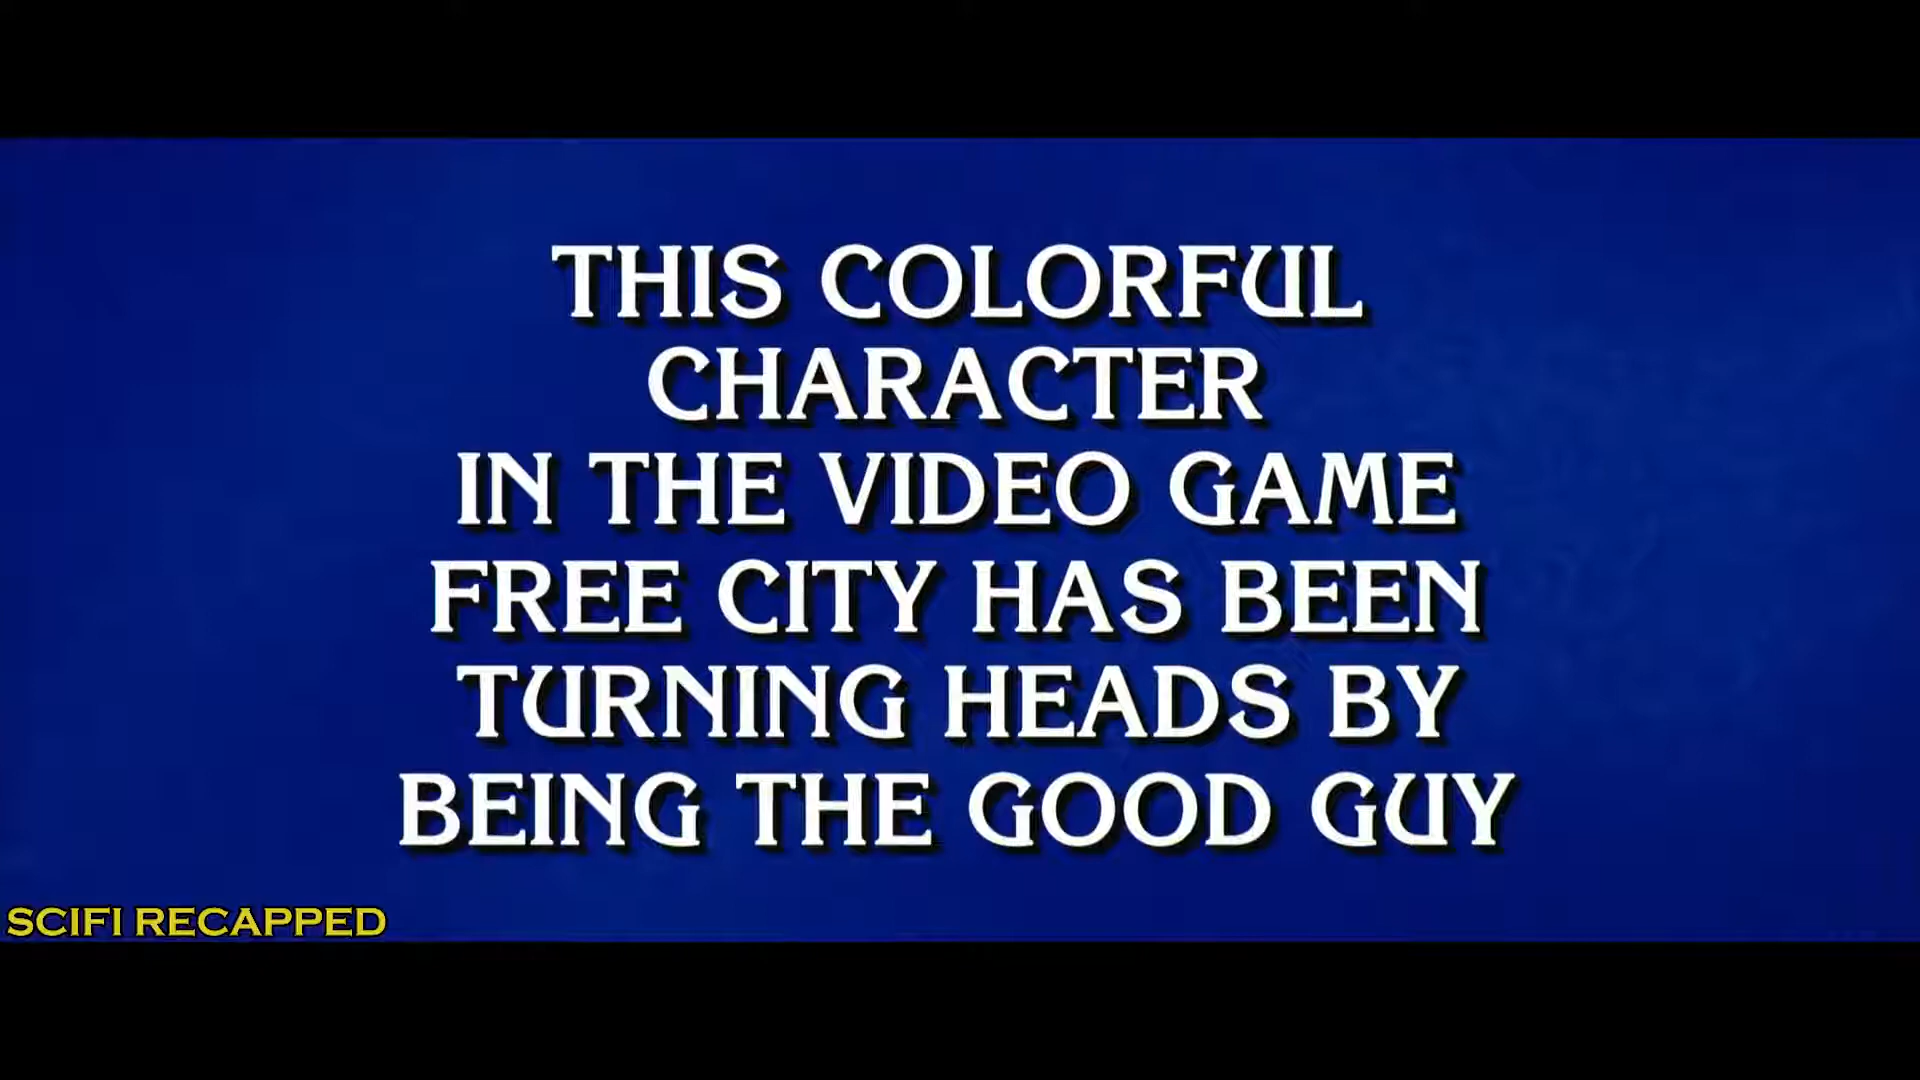 THIS COLORFUL
CHARACTER
IN THE VIDEO GAME
FREE CITY HAS BEEN
TURNING HEADS BY
BEING THE GOOD GUY
SCIFI RECAPPED